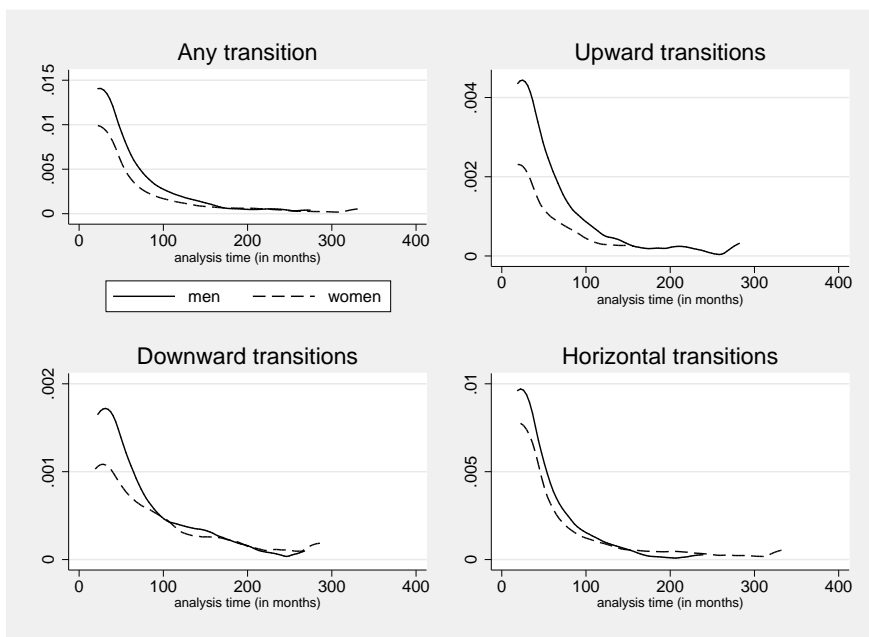 Any transition
.015
.01
.005
0
0 100 200 300 400
analysis time (in months)
men women
Upward transitions
.004
.002
0
0 100 200 300 400
analysis time (in months)
Downward transitions
.002
.001
0
0 100 200 300 400
analysis time (in months)
Horizontal transitions
.01
.005
0
0 100 200 300 400
analysis time (in months)